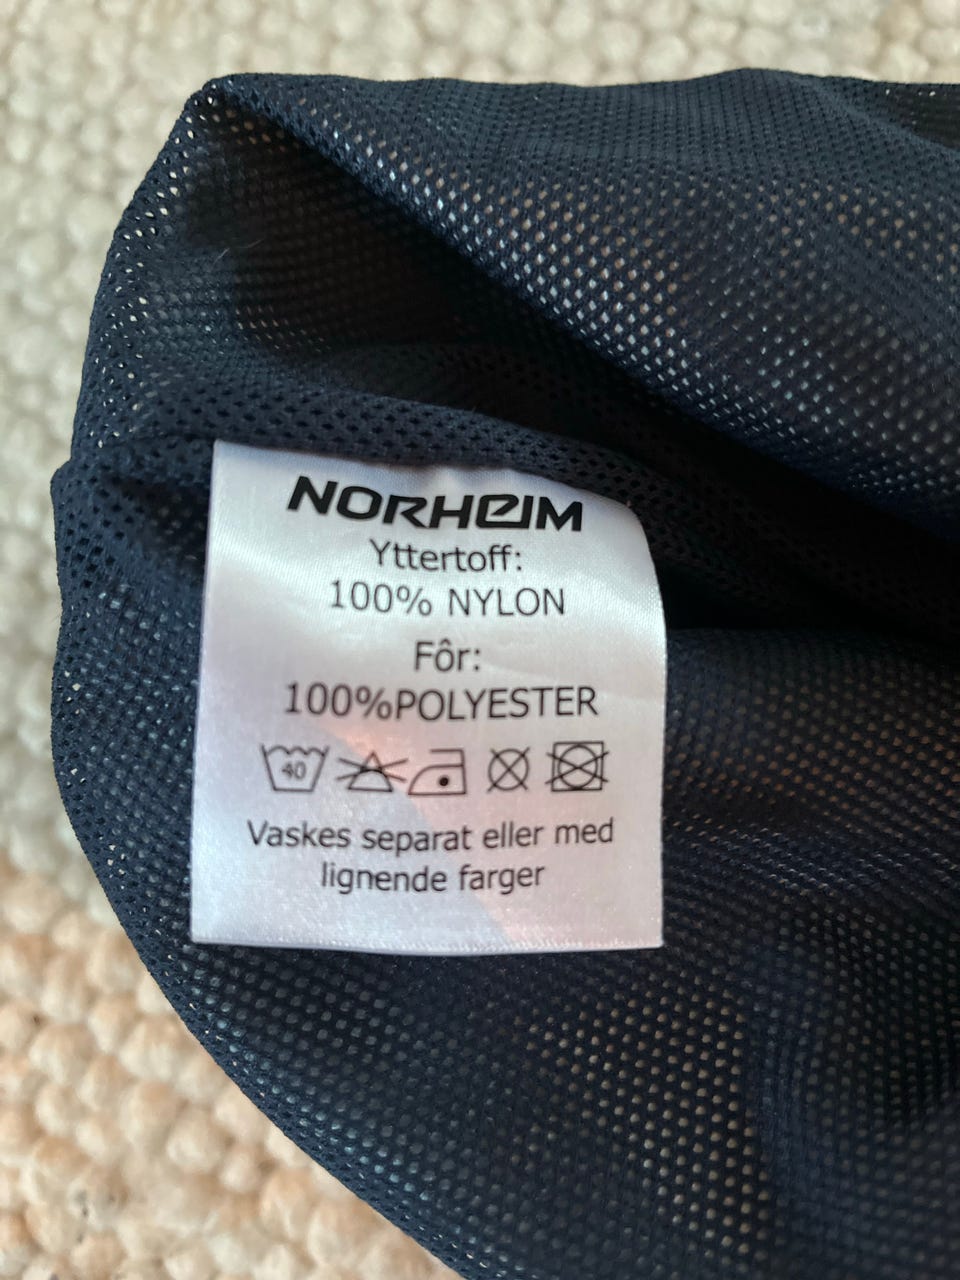 NORHEIM
Yttertoff:
100% NYLON
Fôr:
100%POLYESTER
40
Vaskes separat eller med
lignende farger